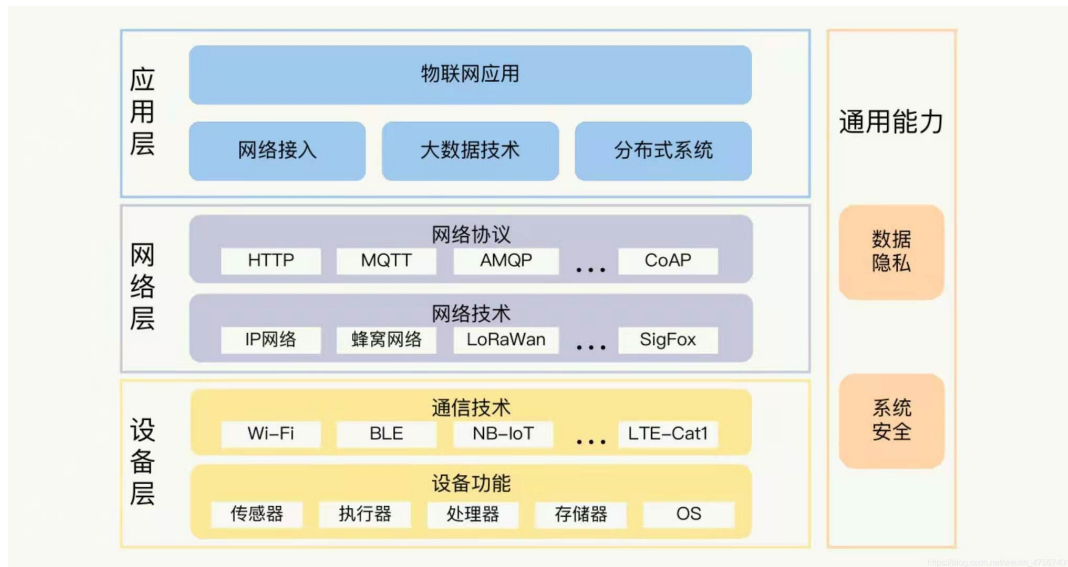 应用层
物联网应用
网络接入
大数据技术
分布式系统
网络层
网络协议
HTTP
MQTT
AMQP
...
CoAP
网络技术
IP网络
蜂窝网络
LoRaWan
...
SigFox
设备层
通信技术
Wi-Fi
BLE
NB-IoT
...
LTE-Cat1
设备功能
传感器
执行器
处理器
存储器
OS
通用能力
数据
隐私
系统
安全